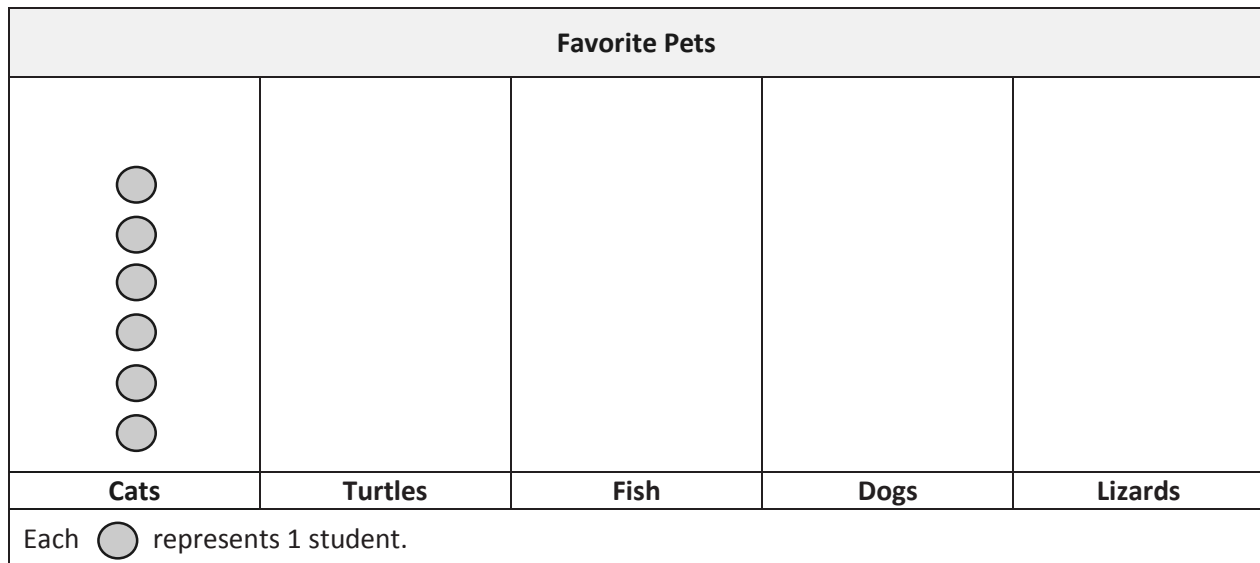 Favorite Pets
Cats Turtles Fish Dogs Lizards
Each represents 1 student.